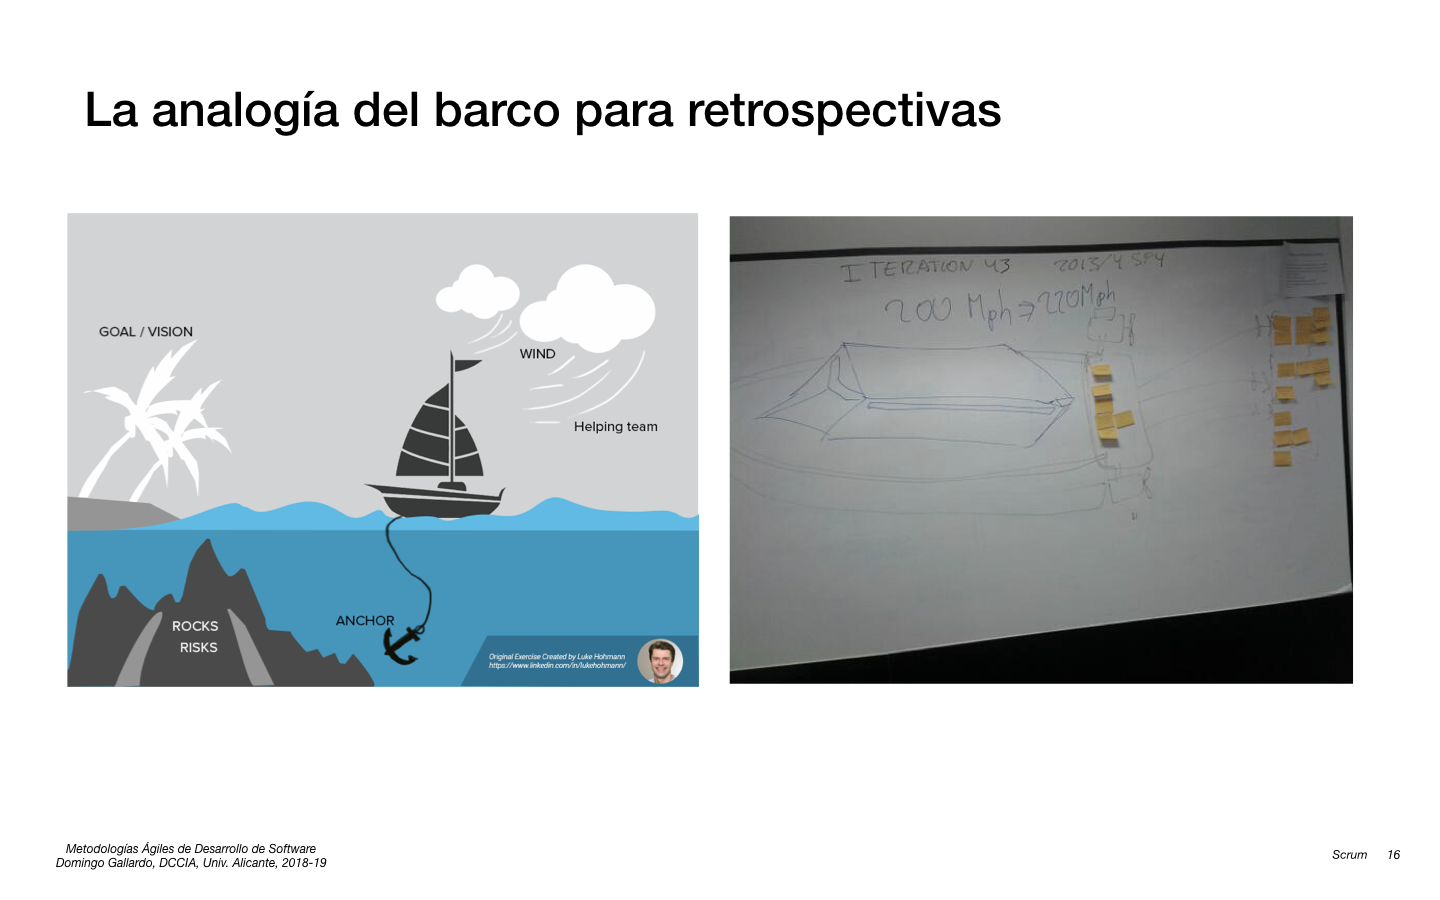 La analogía del barco para retrospectivas
GOAL / VISION
WIND
Helping team
ROCKS
RISKS
ANCHOR
Original Exercise Created by Luke Hohmann
https://www.linkedin.com/in/lukehohmann/
ITERATION 43 2013/4 SP4
200 Mph ⇒ 220Mph
Metodologías Ágiles de Desarrollo de Software
Domingo Gallardo, DCCIA, Univ. Alicante, 2018-19
Scrum 16